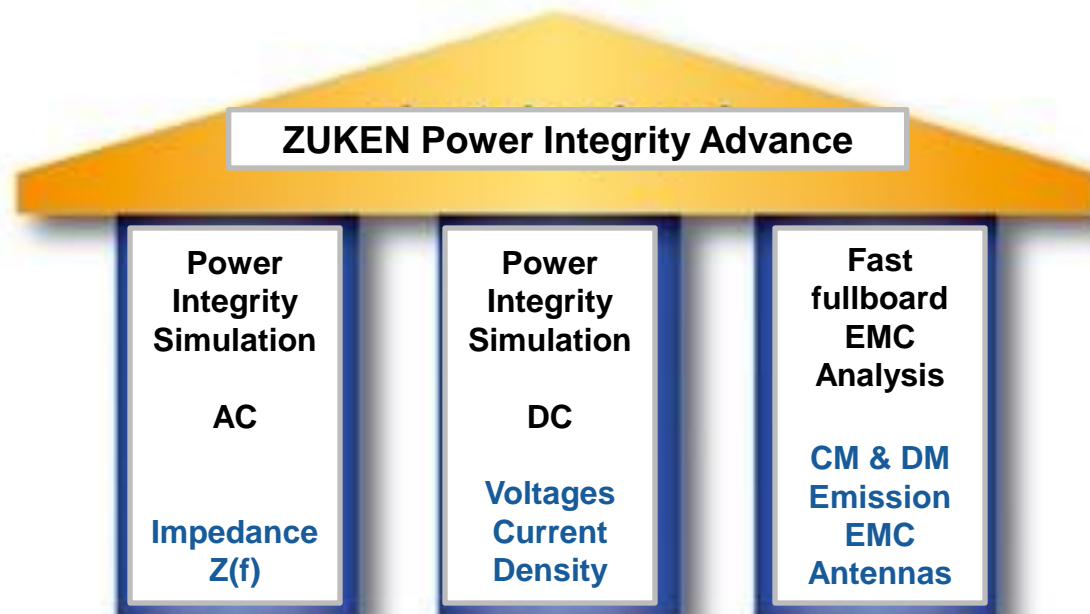 ZUKEN Power Integrity Advance
Power
Integrity
Simulation
AC
Impedance
Z(f)
Power
Integrity
Simulation
DC
Voltages
Current
Density
Fast
fullboard
EMC
Analysis
CM & DM
Emission
EMC
Antennas